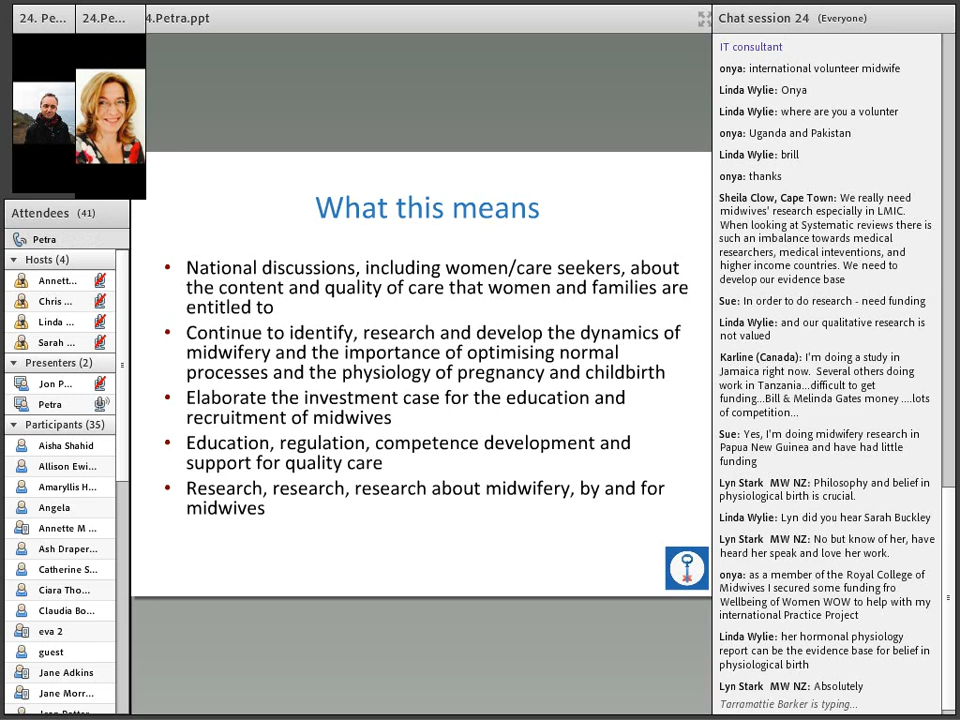 24. Pe...
24.Pe...
4.Petra.ppt
Attendees (41)
Petra
Hosts (4)
Annett...
Chris ...
Linda ...
Sarah ...
Presenters (2)
Jon P...
Petra
Participants (35)
Aisha Shahid
Allison Ewi...
Amaryllis H...
Angela
Annette M ...
Ash Draper...
Catherine S...
Ciara Tho...
Claudia Bo...
eva 2
guest
Jane Adkins
Jane Morr...
What this means
• National discussions, including women/care seekers, about
the content and quality of care that women and families are
entitled to
• Continue to identify, research and develop the dynamics of
midwifery and the importance of optimising normal
processes and the physiology of pregnancy and childbirth
• Elaborate the investment case for the education and
recruitment of midwives
• Education, regulation, competence development and
support for quality care
• Research, research, research about midwifery, by and for
midwives
Chat session 24 (Everyone)
IT consultant
onya: international volunteer midwife
Linda Wylie: Onya
Linda Wylie: where are you a volunter
onya: Uganda and Pakistan
Linda Wylie: brill
onya: thanks
Sheila Clow, Cape Town: We really need
midwives' research especially in LMIC.
When looking at Systematic reviews there is
such an imbalance towards medical
researchers, medical inteventions, and
higher income countries. We need to
develop our evidence base
Sue: In order to do research - need funding
Linda Wylie: and our qualitative research is
not valued
Karline (Canada): I'm doing a study in
Jamaica right now. Several others doing
work in Tanzania...difficult to get
funding...Bill & Melinda Gates money ....lots
of competition...
Sue: Yes, I'm doing midwifery research in
Papua New Guinea and have had little
funding
Lyn Stark MW NZ: Philosophy and belief in
physiological birth is crucial.
Linda Wylie: Lyn did you hear Sarah Buckley
Lyn Stark MW NZ: No but know of her, have
heard her speak and love her work.
onya: as a member of the Royal College of
Midwives I secured some funding fro
Wellbeing of Women WOW to help with my
international Practice Project
Linda Wylie: her hormonal physiology
report can be the evidence base for belief in
physiological birth
Lyn Stark MW NZ: Absolutely
Tarramattie Barker is typing...